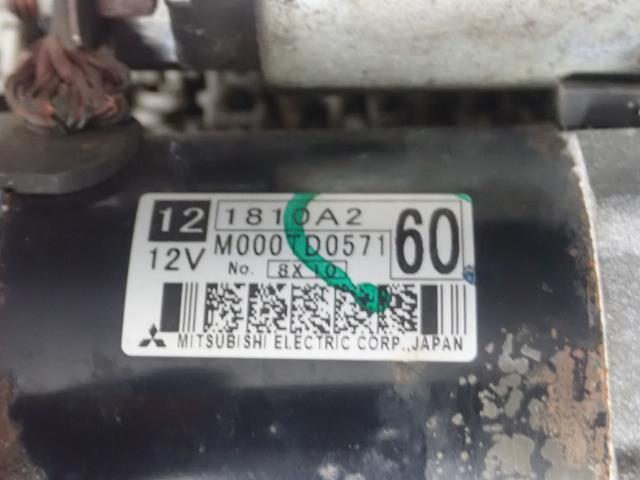 12 1810A2
12V M000TD0571 60
No. 8X10
MITSUBISHI ELECTRIC CORP., JAPAN